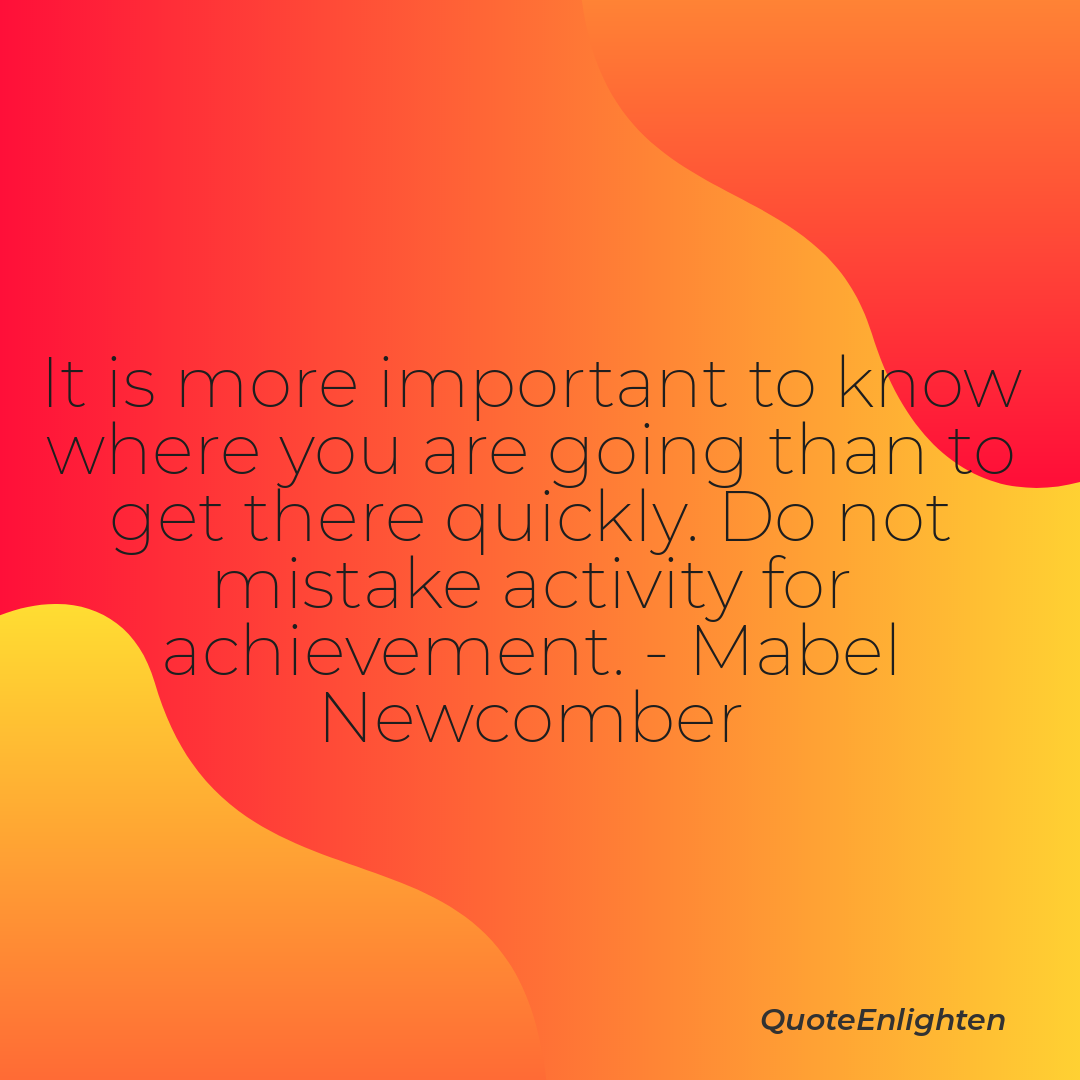 It is more important to know
where you are going than to
get there quickly. Do not
mistake activity for
achievement. - Mabel
Newcomber
QuoteEnlighten